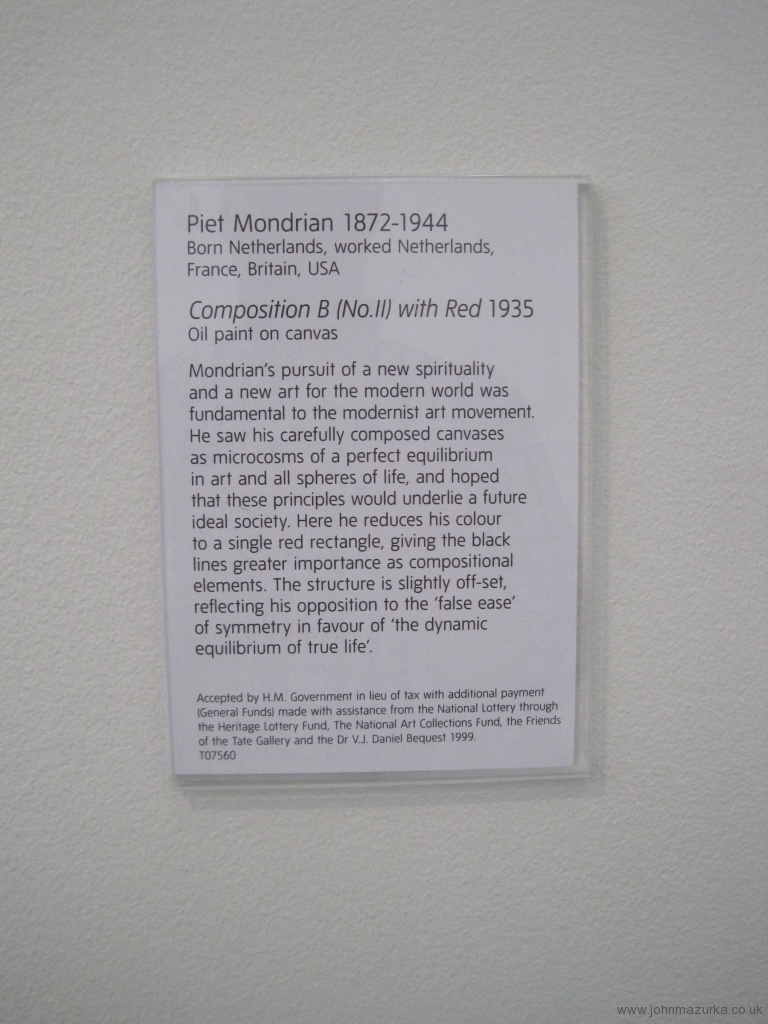 Piet Mondrian 1872-1944
Born Netherlands, worked Netherlands,
France, Britain, USA
Composition B (No.II) with Red 1935
Oil paint on canvas
Mondrian's pursuit of a new spirituality
and a new art for the modern world was
fundamental to the modernist art movement.
He saw his carefully composed canvases
as microcosms of a perfect equilibrium
in art and all spheres of life, and hoped
that these principles would underlie a future
ideal society. Here he reduces his colour
to a single red rectangle, giving the black
lines greater importance as compositional
elements. The structure is slightly off-set,
reflecting his opposition to the 'false ease'
of symmetry in favour of 'the dynamic
equilibrium of true life'.
Accepted by H.M. Government in lieu of tax with additional payment
(General Funds) made with assistance from the National Lottery through
the Heritage Lottery Fund, The National Art Collections Fund, the Friends
of the Tate Gallery and the Dr V.J. Daniel Bequest 1999.
T07560
www.johnmazurka.co.uk